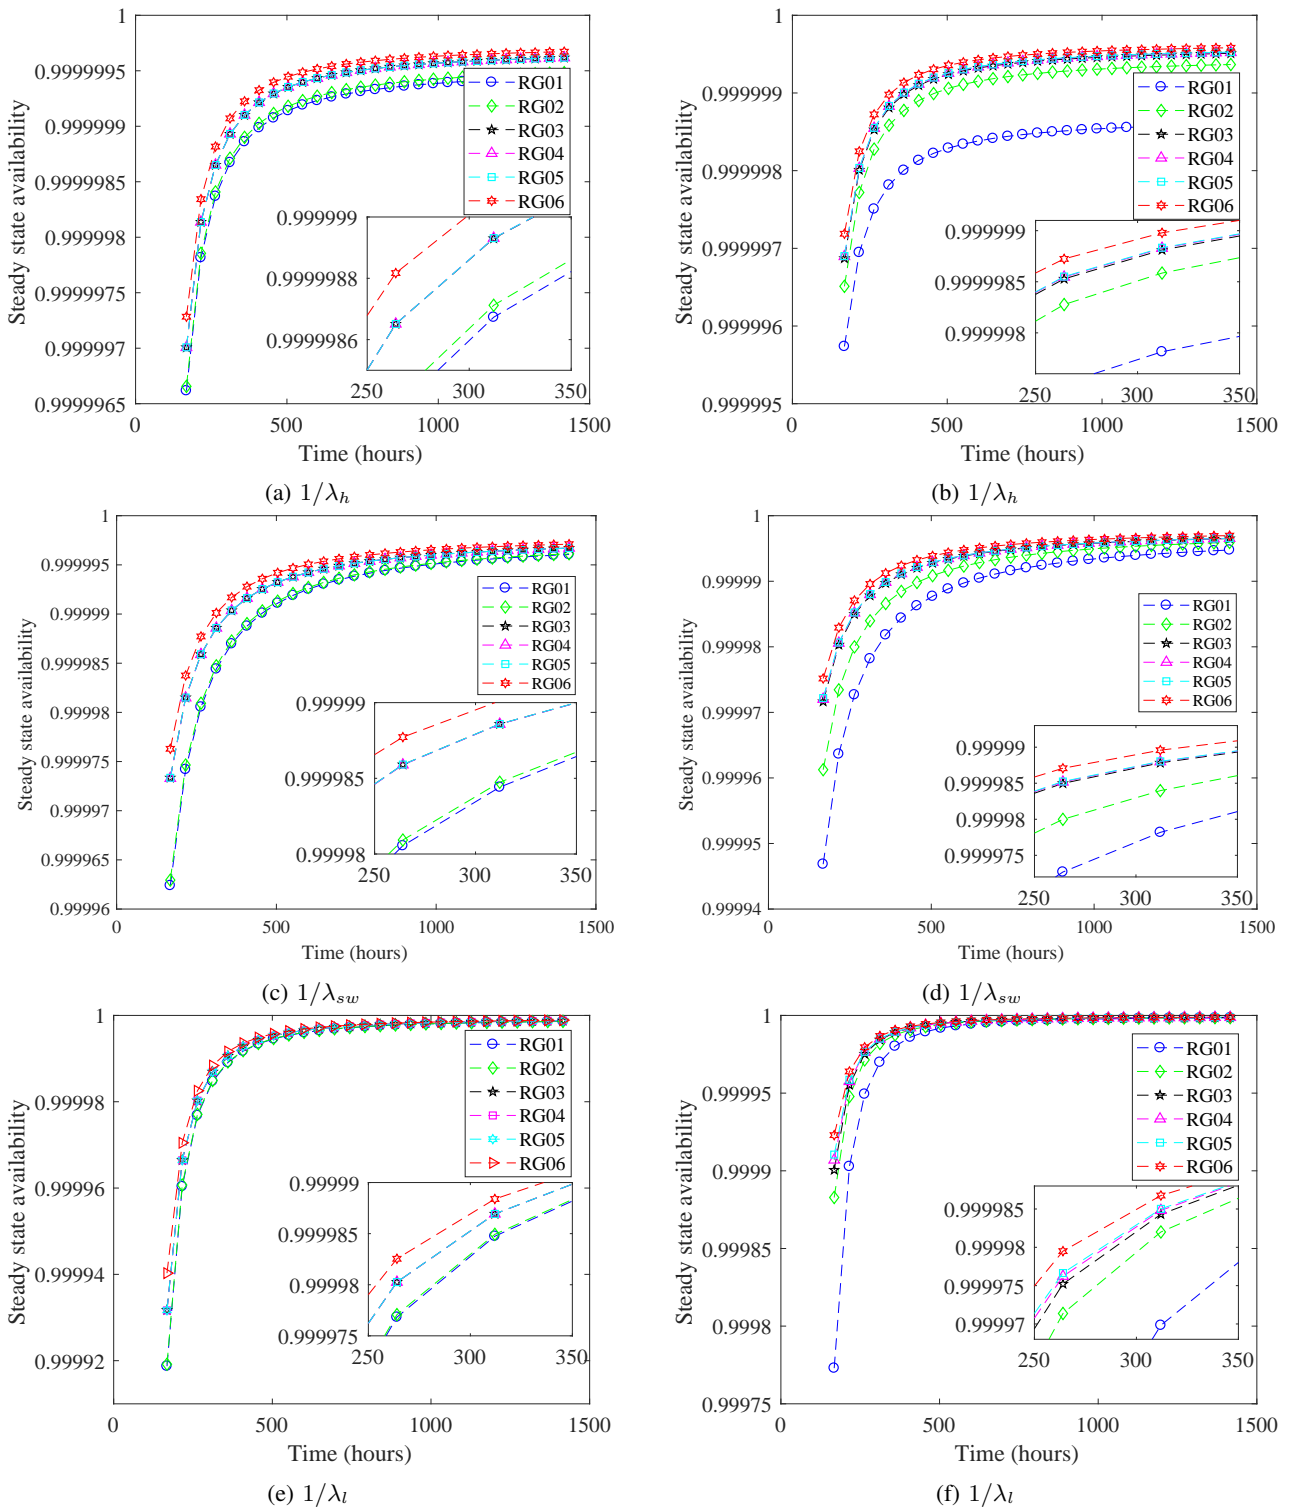 1
0.9999995
0.999999
0.9999985
0.999998
0.9999975
0.999997
0.9999965
0
500
1000
1500
Steady state availability
Time (hours)
RG01
RG02
RG03
RG04
RG05
RG06
0.999999
0.9999988
0.9999986
250
300
350
(a) 1/λh
1
0.999999
0.999998
0.999997
0.999996
0.999995
0
500
1000
1500
Steady state availability
Time (hours)
RG01
RG02
RG03
RG04
RG05
RG06
0.999999
0.9999985
0.999998
250
300
350
(b) 1/λh
1
0.999995
0.99999
0.999985
0.99998
0.999975
0.99997
0.999965
0.99996
0
500
1000
1500
Steady state availability
Time (hours)
RG01
RG02
RG03
RG04
RG05
RG06
0.99999
0.999985
0.99998
250
300
350
(c) 1/λsw
1
0.99999
0.99998
0.99997
0.99996
0.99995
0.99994
0
500
1000
1500
Steady state availability
Time (hours)
RG01
RG02
RG03
RG04
RG05
RG06
0.99999
0.999985
0.99998
0.999975
250
300
350
(d) 1/λsw
1
0.99998
0.99996
0.99994
0.99992
0
500
1000
1500
Steady state availability
Time (hours)
RG01
RG02
RG03
RG04
RG05
RG06
0.99999
0.999985
0.99998
0.999975
250
300
350
(e) 1/λl
1
0.99995
0.9999
0.99985
0.9998
0.99975
0
500
1000
1500
Steady state availability
Time (hours)
RG01
RG02
RG03
RG04
RG05
RG06
0.999985
0.99998
0.999975
0.99997
250
300
350
(f) 1/λl